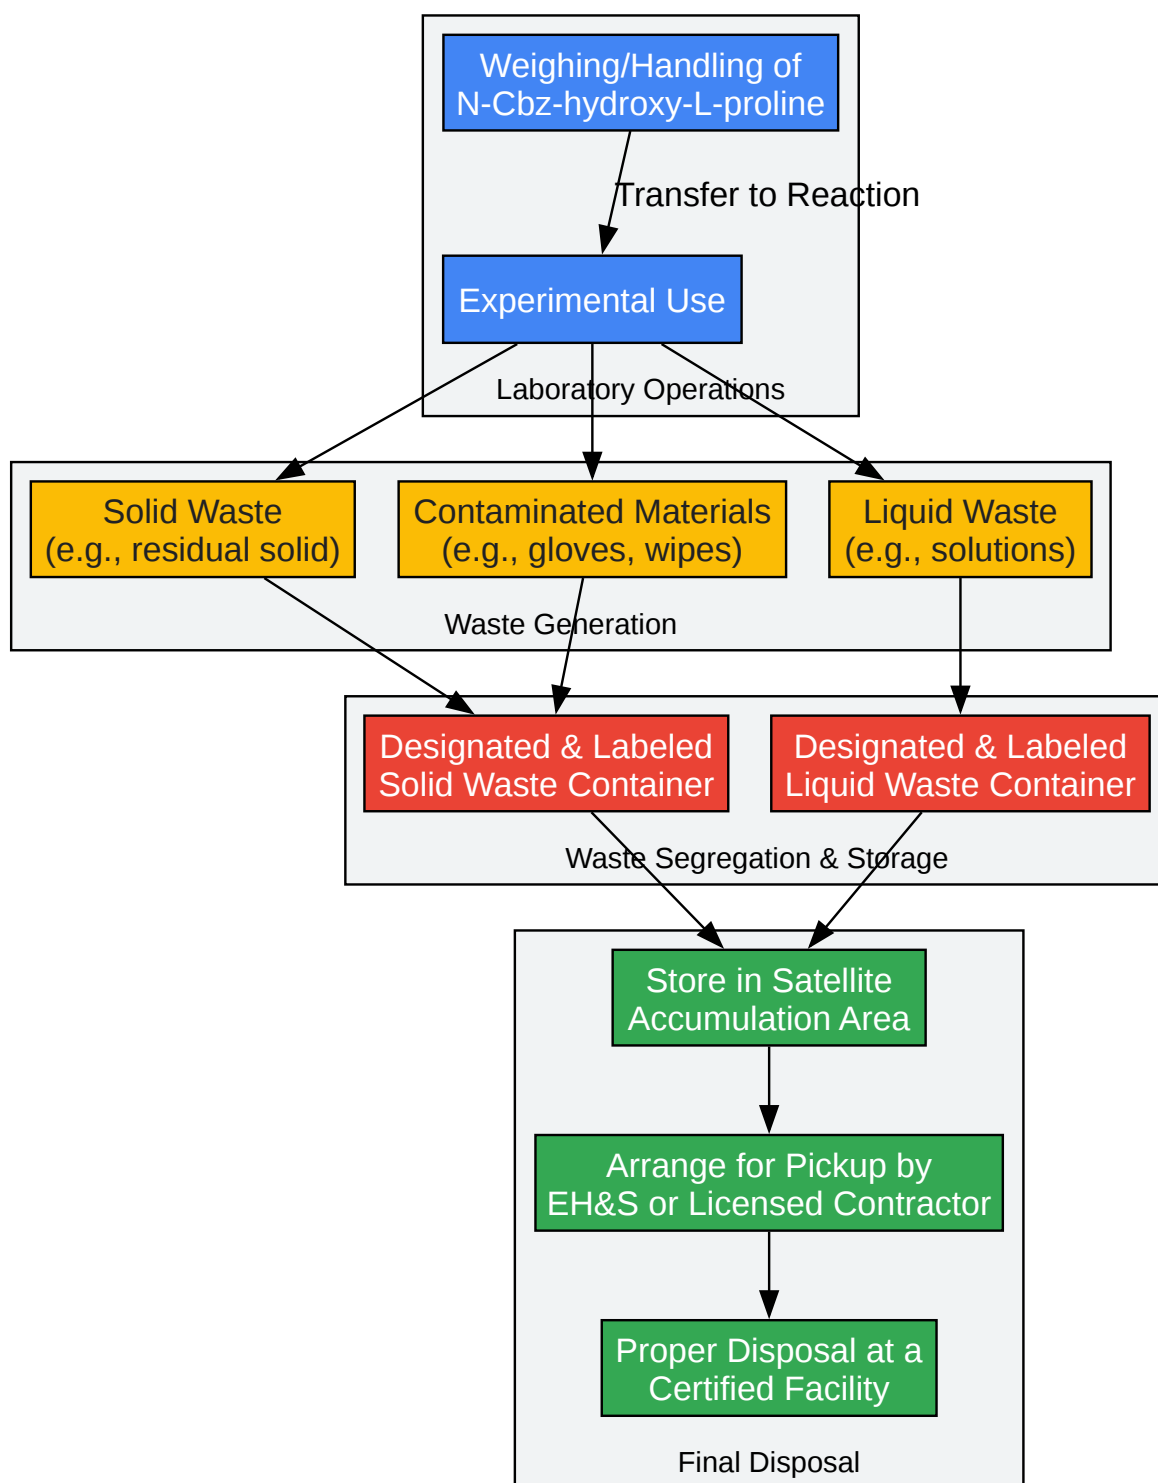 Weighing/Handling of
N-Cbz-hydroxy-L-proline
Transfer to Reaction
Experimental Use
Laboratory Operations
Solid Waste
(e.g., residual solid)
Contaminated Materials
(e.g., gloves, wipes)
Liquid Waste
(e.g., solutions)
Waste Generation
Designated & Labeled
Solid Waste Container
Designated & Labeled
Liquid Waste Container
Waste Segregation & Storage
Store in Satellite
Accumulation Area
Arrange for Pickup by
EH&S or Licensed Contractor
Proper Disposal at a
Certified Facility
Final Disposal